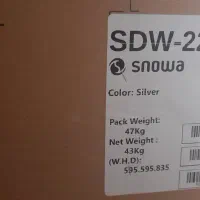 SDW-22
snowa
Color: Silver
Pack Weight:
47Kg
Net Weight :
43Kg
(W.H.D):
595.595.835